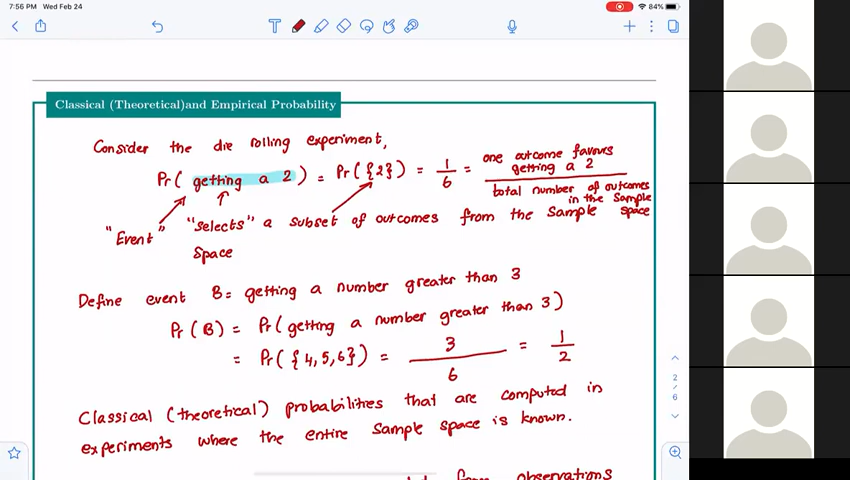 7:56 PM Wed Feb 24
84%
T
Classical (Theoretical)and Empirical Probability
Consider the die rolling experiment,
Pr( getting a 2 ) = Pr({2}) = 1/6 = one outcome favours getting a 2 / total number of outcomes in the Sample space
"Event" "selects" a subset of outcomes from the Sample space
Space
Define event B= getting a number greater than 3
Pr(B) = Pr(getting a number greater than 3)
= Pr({4,5,6}) = 3/6 = 1/2
Classical (theoretical) probabilities that are computed in
experiments where the entire Sample space is known.
from observations
2
/
6